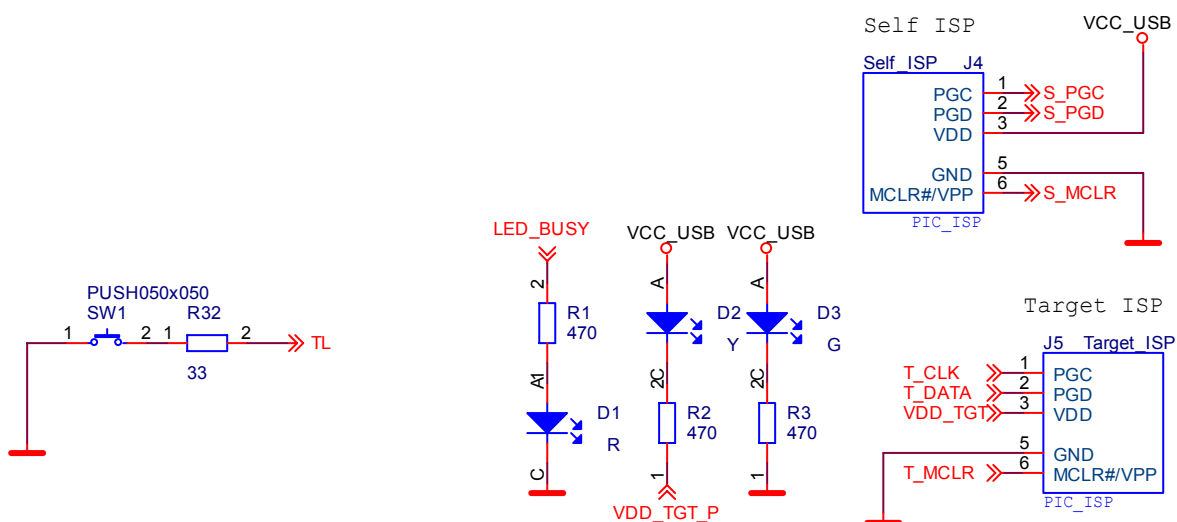 Self ISP
VCC_USB
Self_ISP J4
PGC 1 S_PGC
PGD 2 S_PGD
VDD 3
GND 5
MCLR#/VPP 6 S_MCLR
PIC_ISP
LED_BUSY
VCC_USB VCC_USB
2 A A
PUSH050x050
SW1 R32
1 2 1 2 TL
33
R1
470
D2
Y
D3
G
A1 2C 2C
D1
R
R2
470
R3
470
C 1 1
VDD_TGT_P
Target ISP
J5 Target_ISP
T_CLK 1 PGC
T_DATA 2 PGD
VDD_TGT 3 VDD
5 GND
T_MCLR 6 MCLR#/VPP
PIC_ISP